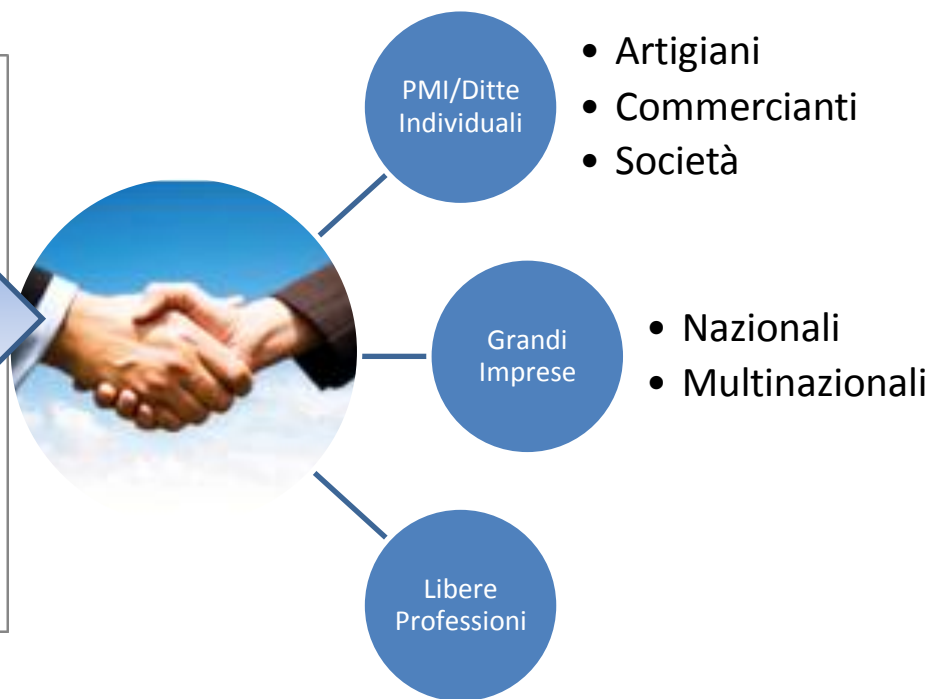 PMI/Ditte
Individuali
• Artigiani
• Commercianti
• Società
Grandi
Imprese
• Nazionali
• Multinazionali
Libere
Professioni